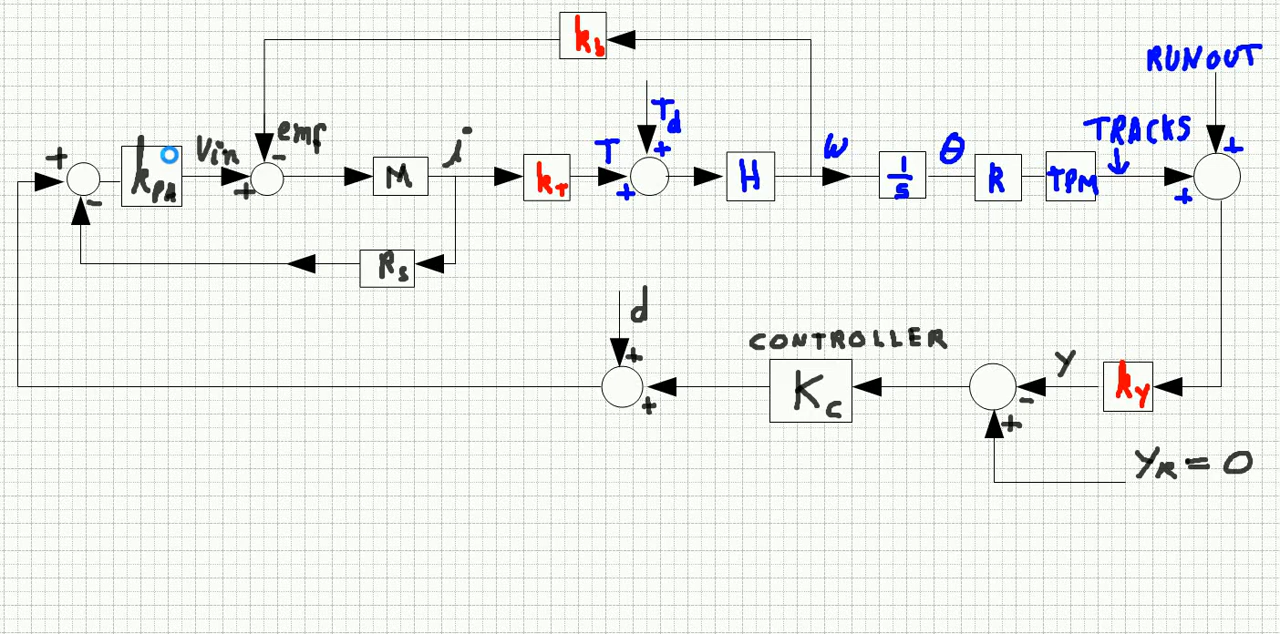 k_b
RUNOUT
T_d
+
TRACKS
emf
-
+
+
Vin
i
T
+
ω
θ
k_PA
-
+
M
k_T
+
H
1/s
R
TPM
+
R_s
d
+
+
CONTROLLER
K_c
y
-
+
k_y
y_R = 0